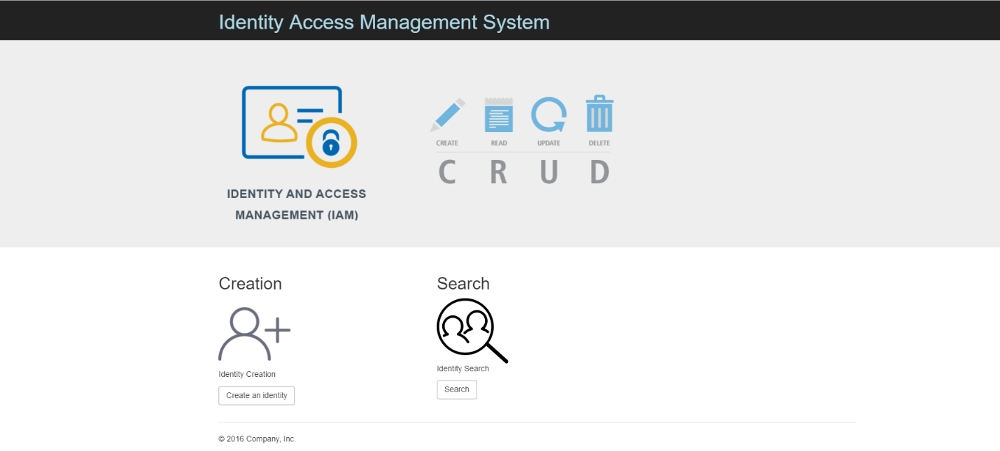 Identity Access Management System
IDENTITY AND ACCESS
MANAGEMENT (IAM)
CREATE READ UPDATE DELETE
C R U D
Creation
Identity Creation
Create an identity
Search
Identity Search
Search
© 2016 Company, Inc.